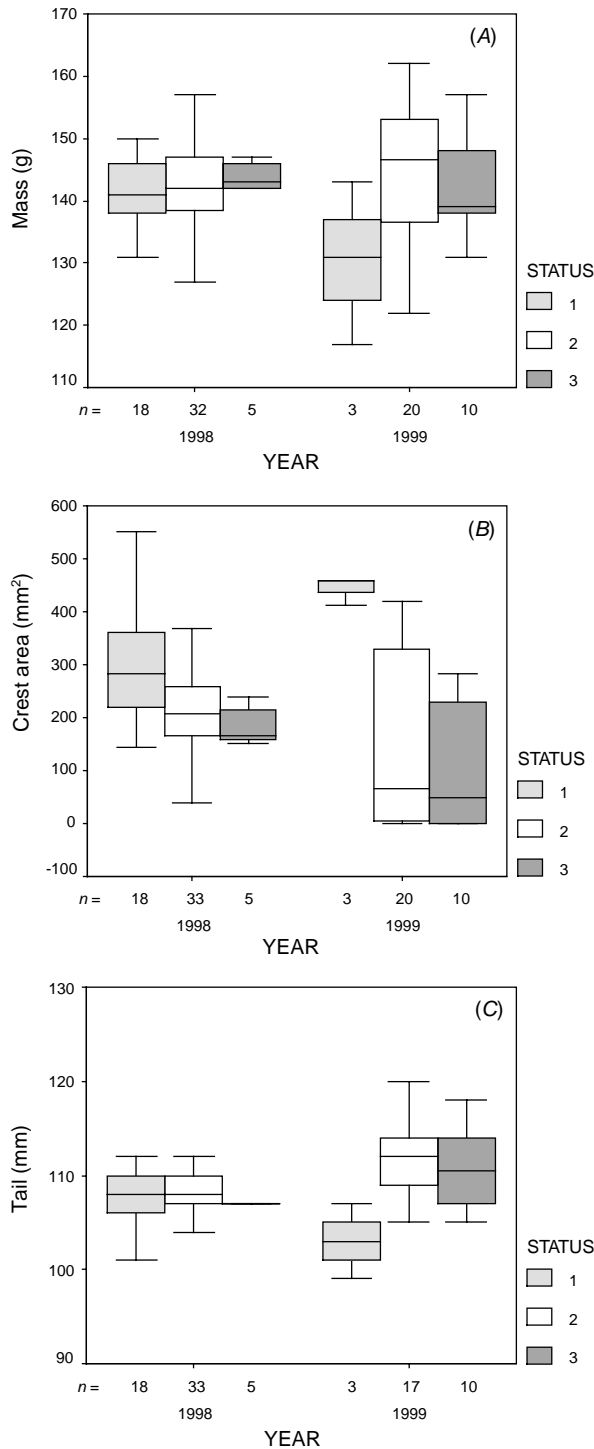 170
(A)
160
150
140
130
120
110
Mass (g)
STATUS
1
2
3
n = 18 32 5 3 20 10
1998 1999
YEAR
600
(B)
500
400
300
200
100
0
-100
Crest area (mm²)
STATUS
1
2
3
n = 18 33 5 3 20 10
1998 1999
YEAR
130
(C)
120
110
100
90
Tail (mm)
STATUS
1
2
3
n = 18 33 5 3 17 10
1998 1999
YEAR